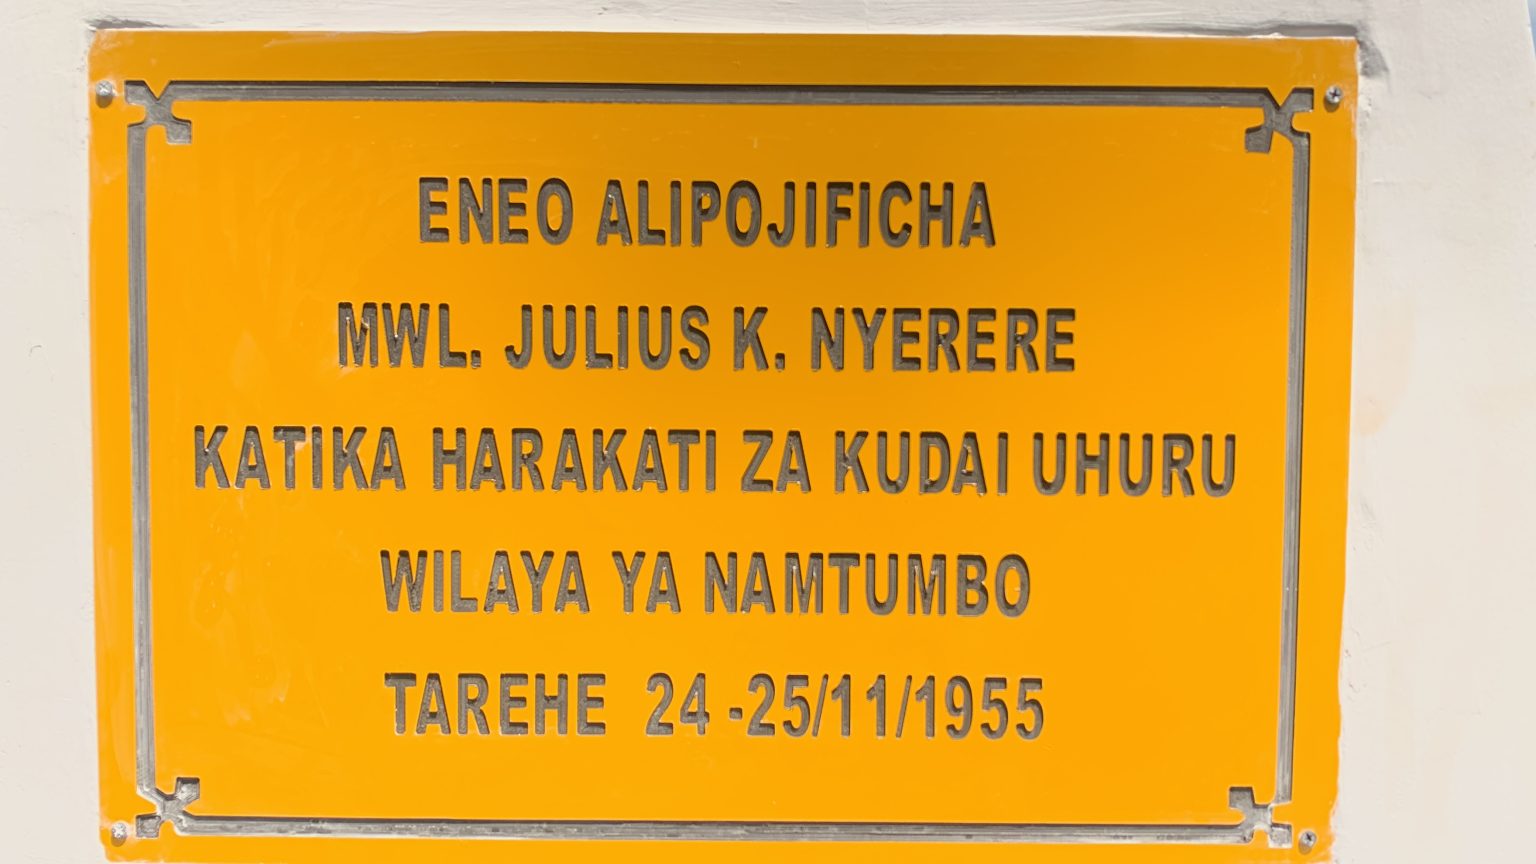 ENEO ALIPOJIFICHA
MWL. JULIUS K. NYERERE
KATIKA HARAKATI ZA KUDAI UHURU
WILAYA YA NAMTUMBO
TAREHE 24 -25/11/1955